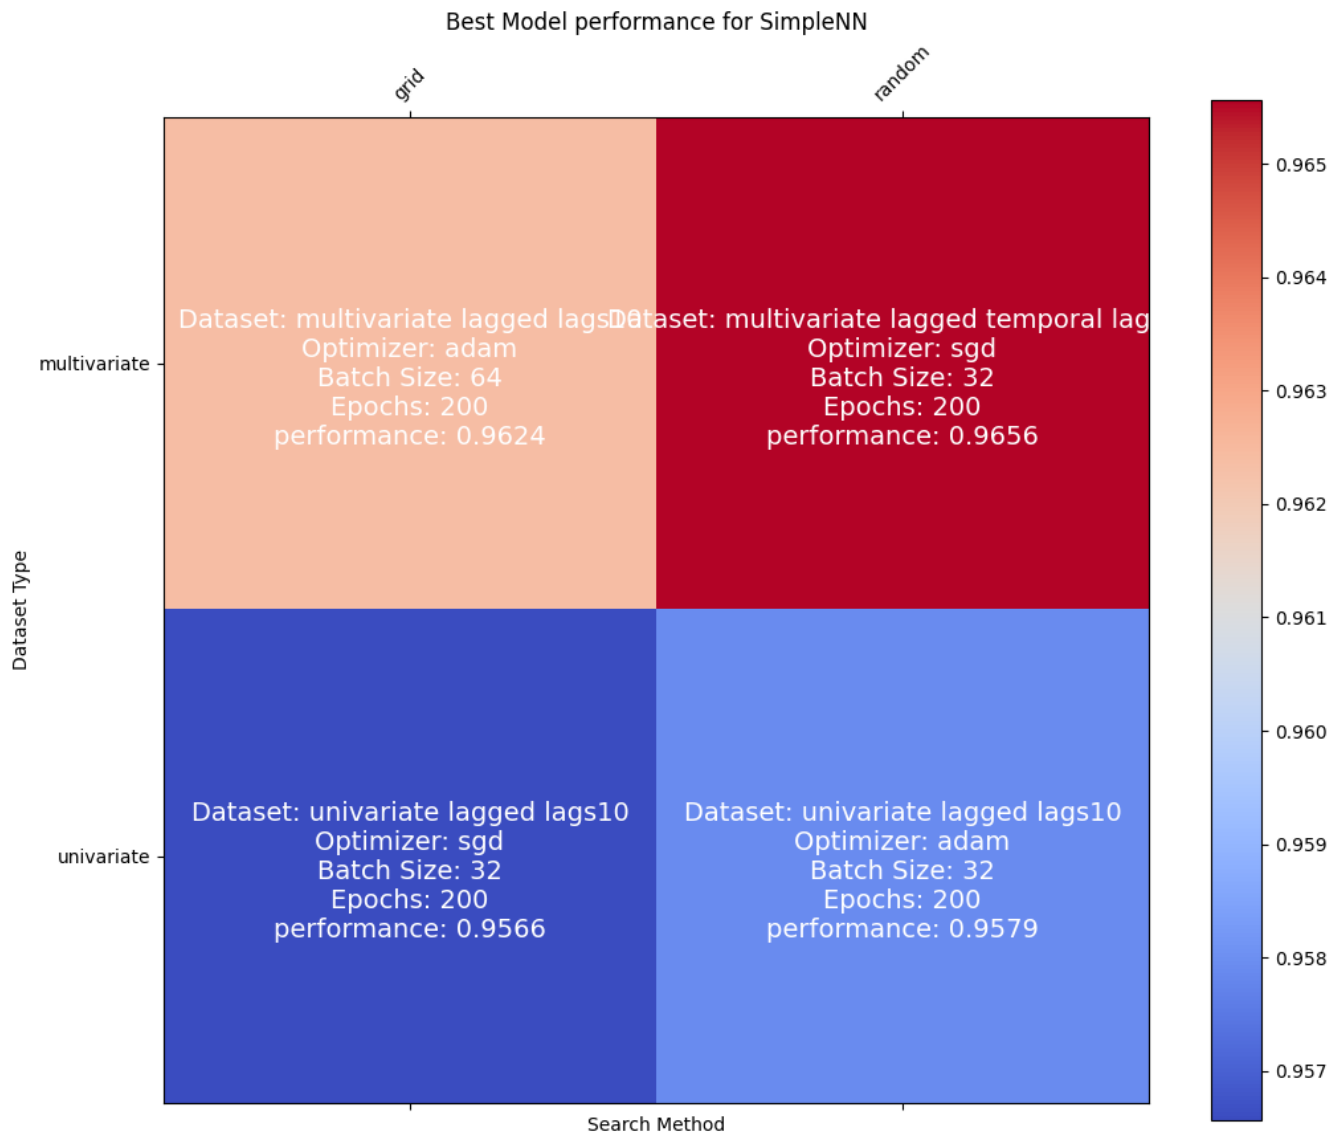 Best Model performance for SimpleNN
grid
random
Dataset: multivariate lagged lags10
Optimizer: adam
Batch Size: 64
Epochs: 200
performance: 0.9624
Dataset: multivariate lagged temporal lag
Optimizer: sgd
Batch Size: 32
Epochs: 200
performance: 0.9656
multivariate
Dataset Type
Dataset: univariate lagged lags10
Optimizer: sgd
Batch Size: 32
Epochs: 200
performance: 0.9566
Dataset: univariate lagged lags10
Optimizer: adam
Batch Size: 32
Epochs: 200
performance: 0.9579
univariate
Search Method
0.965
0.964
0.963
0.962
0.961
0.960
0.959
0.958
0.957